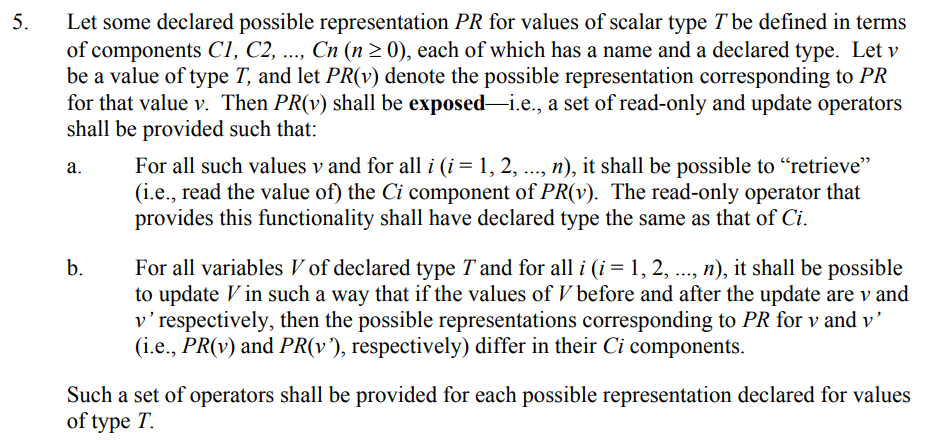 5. Let some declared possible representation PR for values of scalar type T be defined in terms
of components C1, C2, ..., Cn (n ≥ 0), each of which has a name and a declared type. Let v
be a value of type T, and let PR(v) denote the possible representation corresponding to PR
for that value v. Then PR(v) shall be exposed—i.e., a set of read-only and update operators
shall be provided such that:
a. For all such values v and for all i (i = 1, 2, ..., n), it shall be possible to “retrieve”
(i.e., read the value of) the Ci component of PR(v). The read-only operator that
provides this functionality shall have declared type the same as that of Ci.
b. For all variables V of declared type T and for all i (i = 1, 2, ..., n), it shall be possible
to update V in such a way that if the values of V before and after the update are v and
v’ respectively, then the possible representations corresponding to PR for v and v’
(i.e., PR(v) and PR(v’), respectively) differ in their Ci components.
Such a set of operators shall be provided for each possible representation declared for values
of type T.